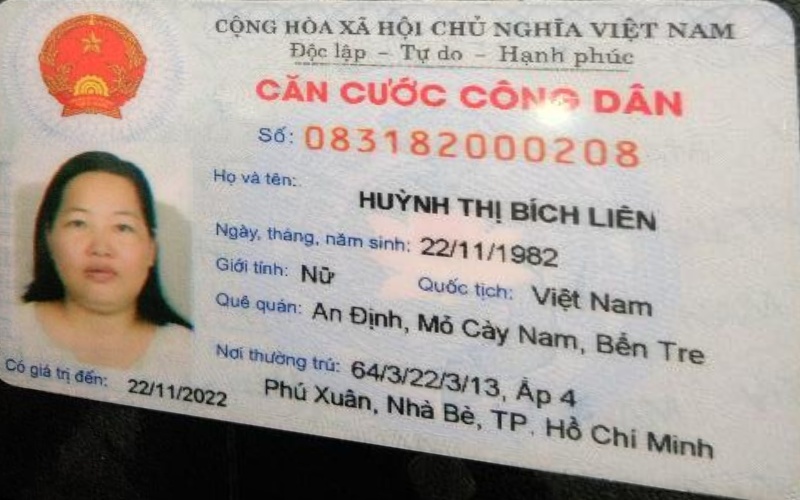 CỘNG HÒA XÃ HỘI CHỦ NGHĨA VIỆT NAM
Độc lập – Tự do – Hạnh phúc
CĂN CƯỚC CÔNG DÂN
Số: 083182000208
Họ và tên:
HUỲNH THỊ BÍCH LIÊN
Ngày, tháng, năm sinh: 22/11/1982
Giới tính: Nữ Quốc tịch: Việt Nam
Quê quán: An Định, Mỏ Cày Nam, Bến Tre
Nơi thường trú: 64/3/22/3/13, Ấp 4
Phú Xuân, Nhà Bè, TP. Hồ Chí Minh
Có giá trị đến: 22/11/2022